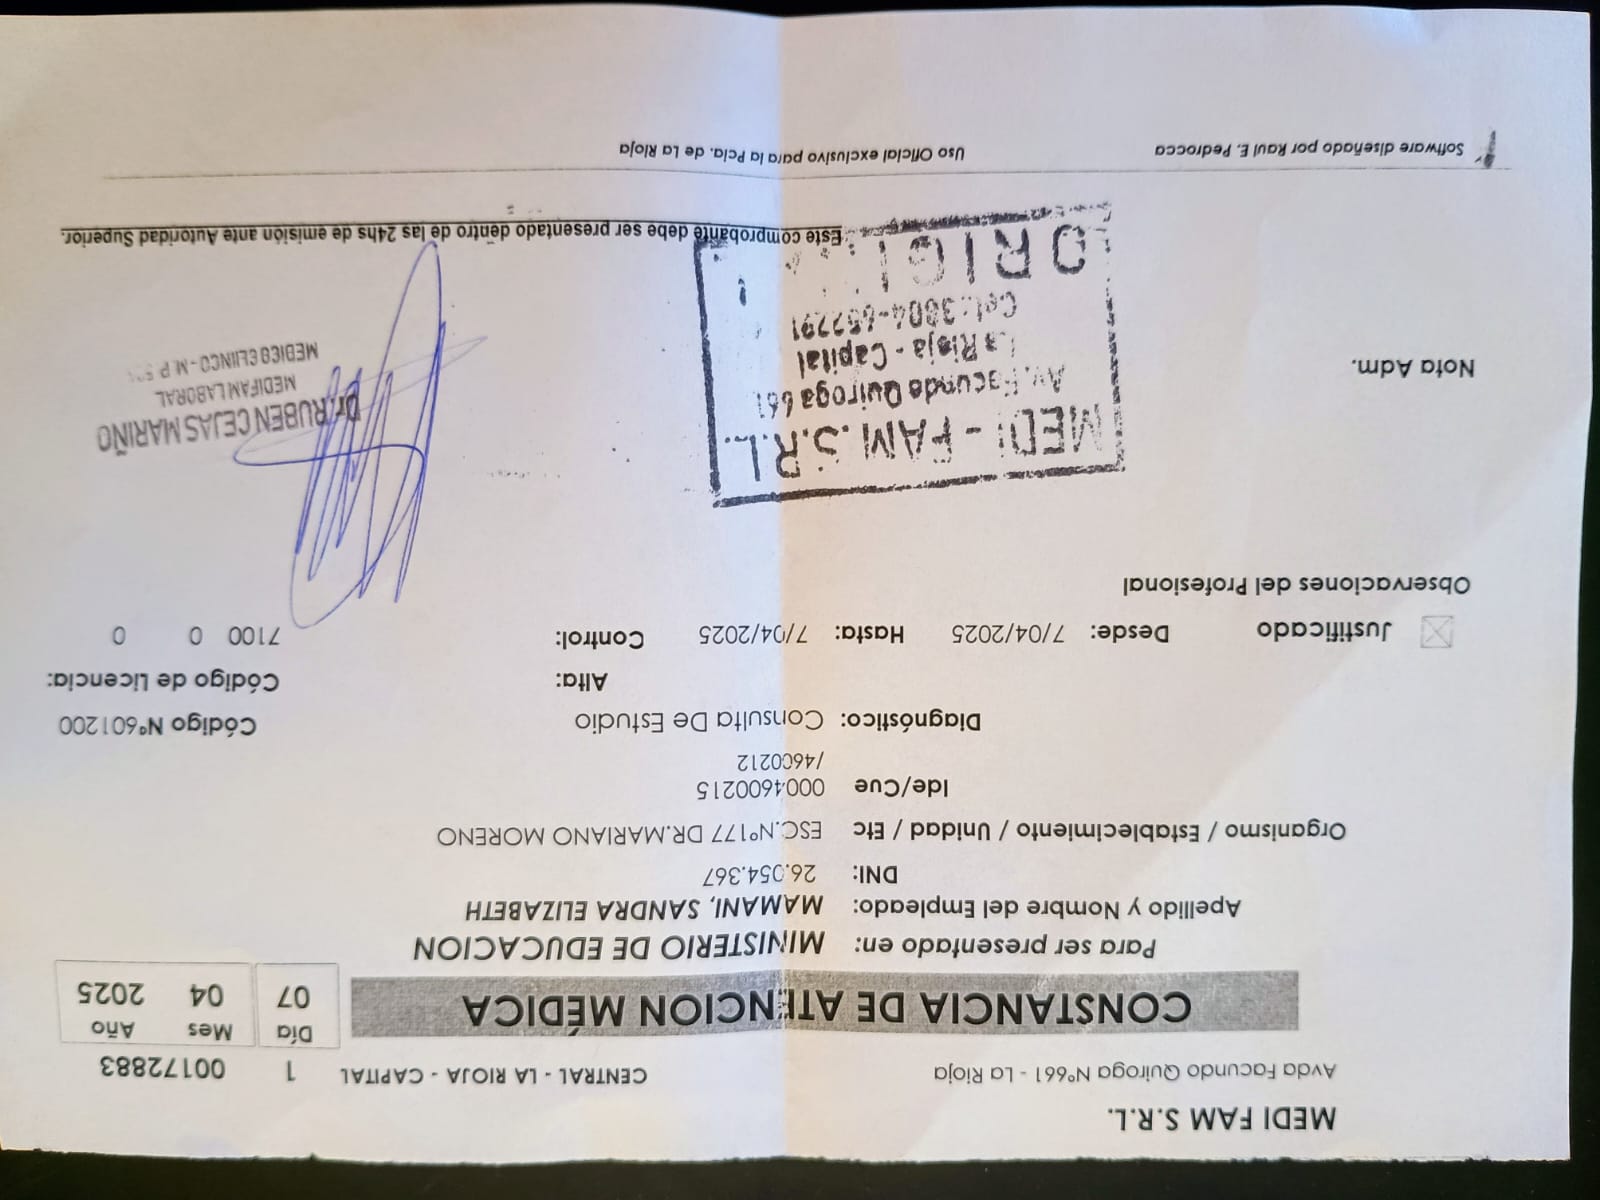 MEDI FAM S.R.L.
Avda Facundo Quiroga Nº661 - La Rioja CENTRAL - LA RIOJA - CAPITAL 1 00172883
CONSTANCIA DE ATENCION MÉDICA
Día Mes Año
07 04 2025
Para ser presentado en: MINISTERIO DE EDUCACION
Apellido y Nombre del Empleado: MAMANI, SANDRA ELIZABETH
DNI: 26.054.367
Organismo / Establecimiento / Unidad / Etc ESC.Nº177 DR.MARIANO MORENO
Ide/Cue 0004600215
/4600212
Diagnóstico: Consulta De Estudio Código Nº601200
Alta: Código de Licencia:
Justificado Desde: 7/04/2025 Hasta: 7/04/2025 Control: 7100 0 0
Observaciones del Profesional
MEDI - FAM. S.R.L.
Av. Facundo Quiroga 661
La Rioja - Capital
Cel.: 3804-657791
Nota Adm.
Dr. RUBEN CEJAS MARIÑO
MEDIFAM LABORAL
MEDICO CLINICO - M. P.
Este comprobante debe ser presentado dentro de las 24hs de emisión ante Autoridad Superior.
Software diseñado por Raul E. Pedrocca Uso Oficial exclusivo para la Pcia. de La Rioja